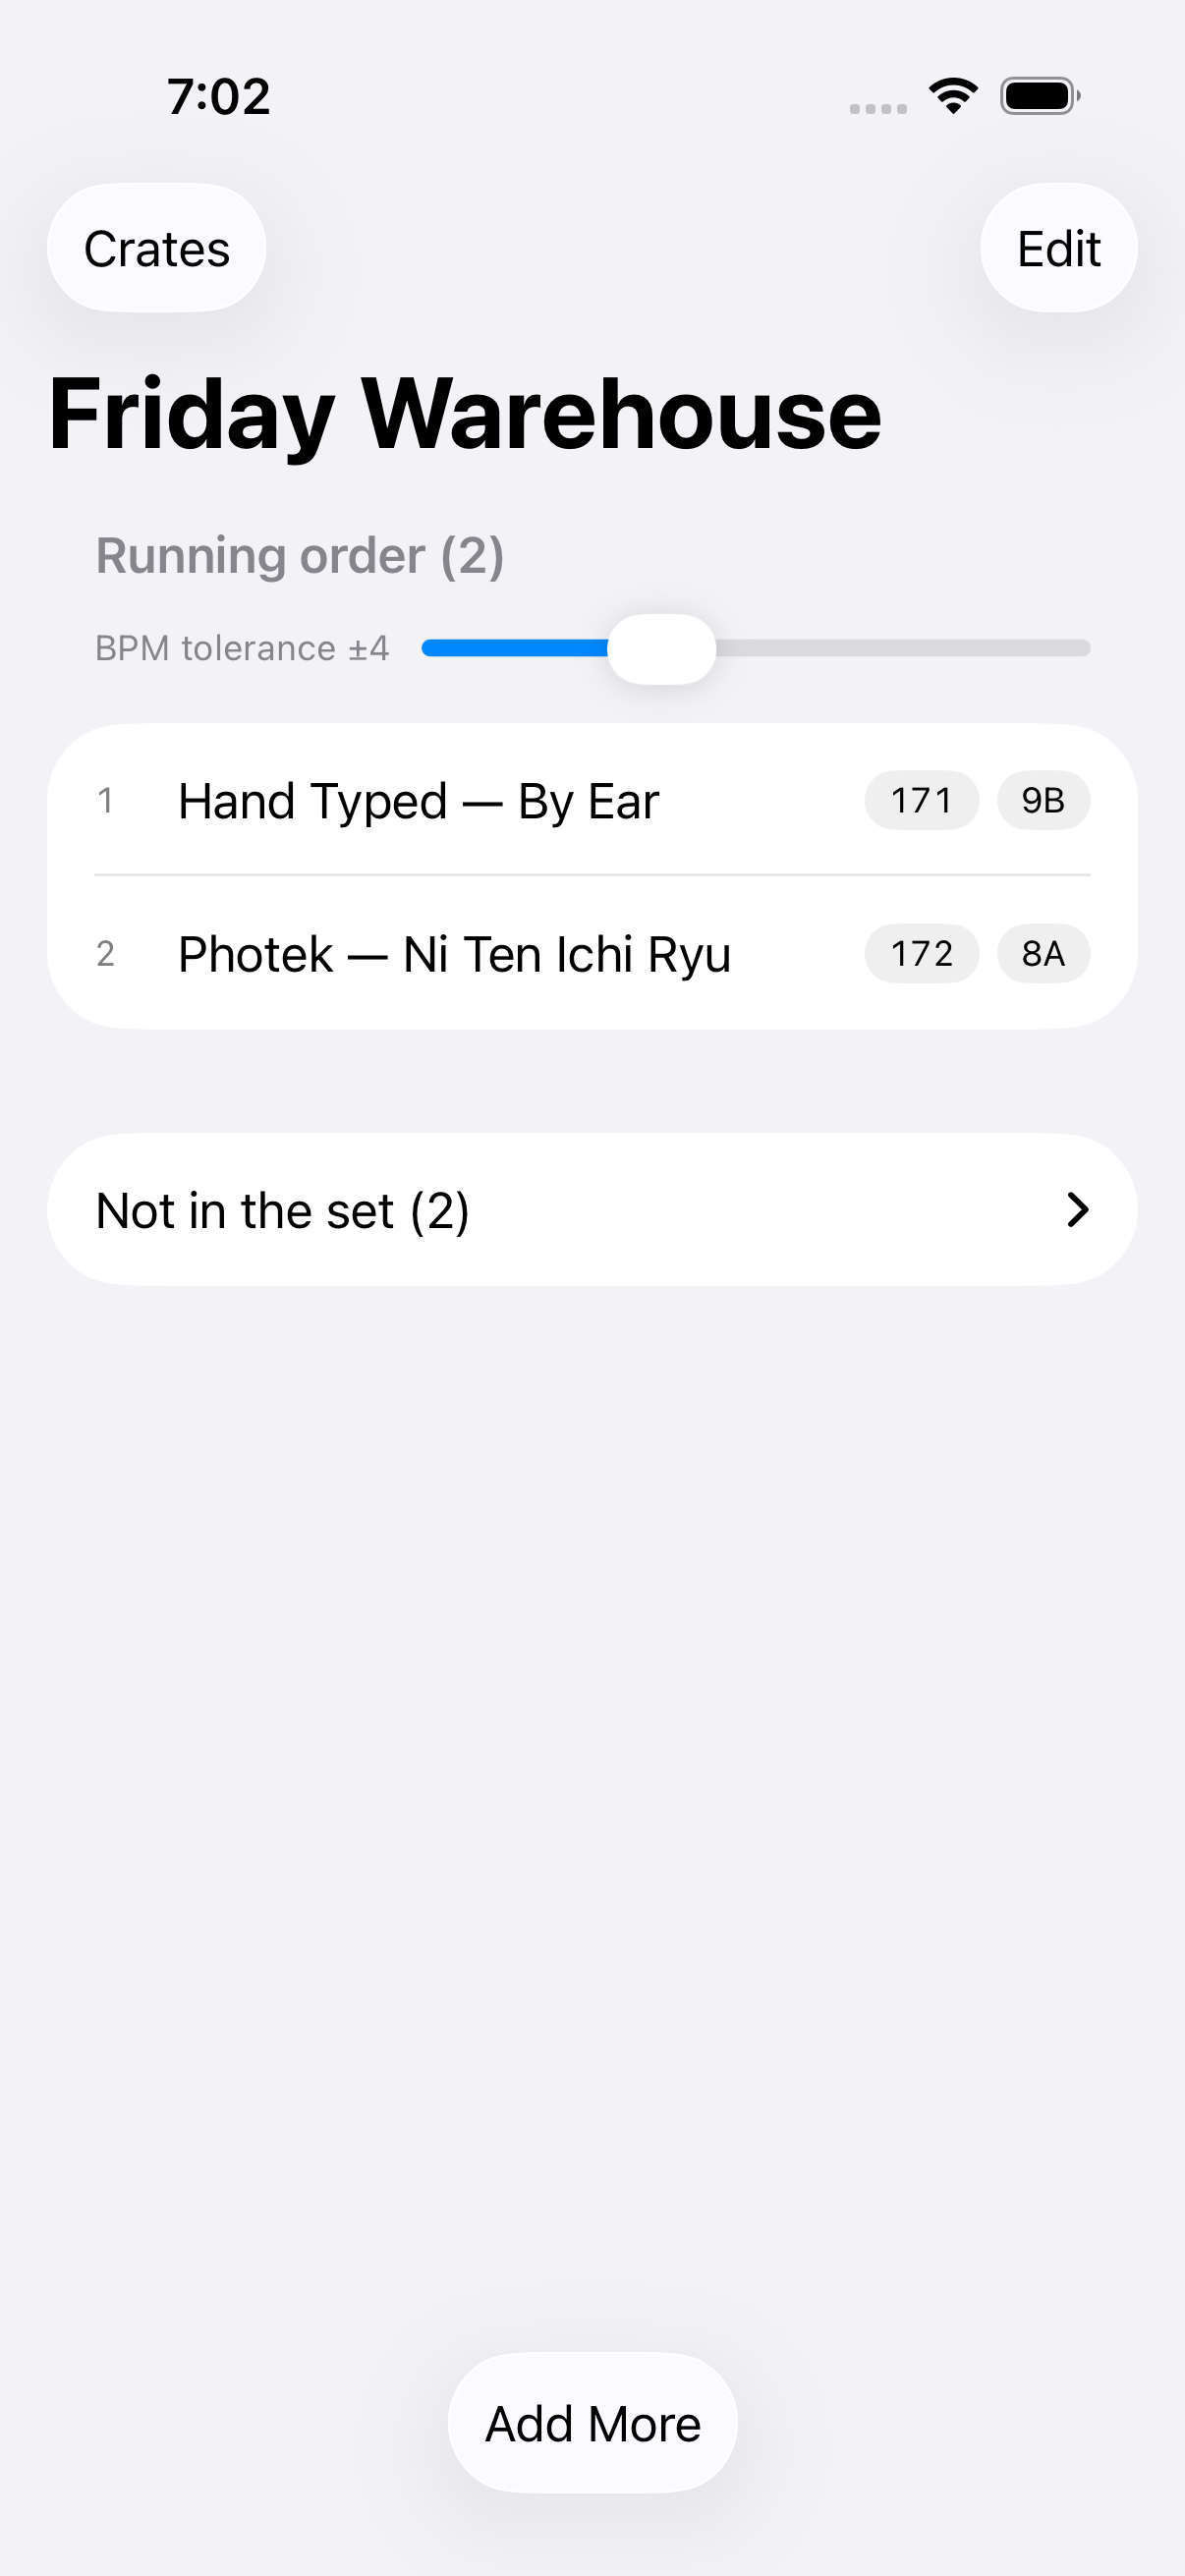 7:02
Crates
Edit
Friday Warehouse
Running order (2)
BPM tolerance ±4
1 Hand Typed — By Ear 171 9B
2 Photek — Ni Ten Ichi Ryu 172 8A
Not in the set (2)
Add More